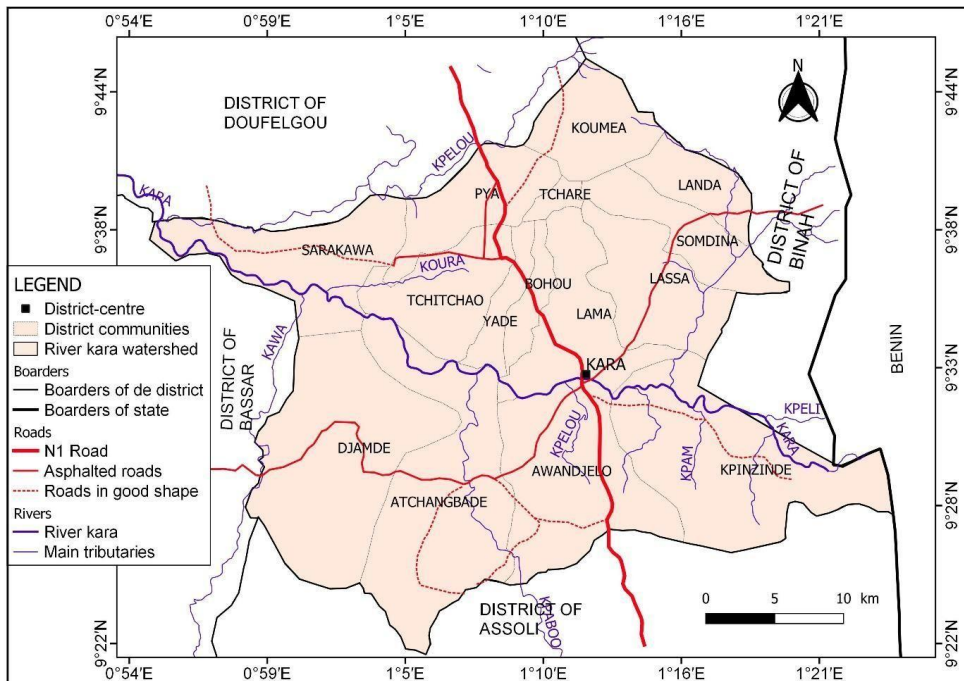 0°54'E 0°59'E 1°5'E 1°10'E 1°16'E 1°21'E
9°44'N
9°44'N
N
DISTRICT OF
DOUFELGOU
KOUMEA
KPELOU
KARA
PYA
TCHARE
LANDA
DISTRICT OF
BINAH
9°38'N
9°38'N
SARAKAWA
SOMDINA
KOURA
BOHOU
LASSA
TCHITCHAO
YADE
LAMA
LEGEND
District-centre
District communities
River kara watershed
Boarders
Boarders of de district
Boarders of state
Roads
N1 Road
Asphalted roads
Roads in good shape
Rivers
River kara
Main tributaries
KAWA
DISTRICT OF
BASSAR
KARA
BENIN
9°33'N
KPELI
KARA
DJAMDE
KPELOU
AWANDJELO
KPAM
KPINZINDE
ATCHANGBADE
9°28'N
0 5 10 km
DISTRICT OF
ASSOLI
9°22'N
9°22'N
0°54'E 0°59'E 1°5'E 1°10'E 1°16'E 1°21'E